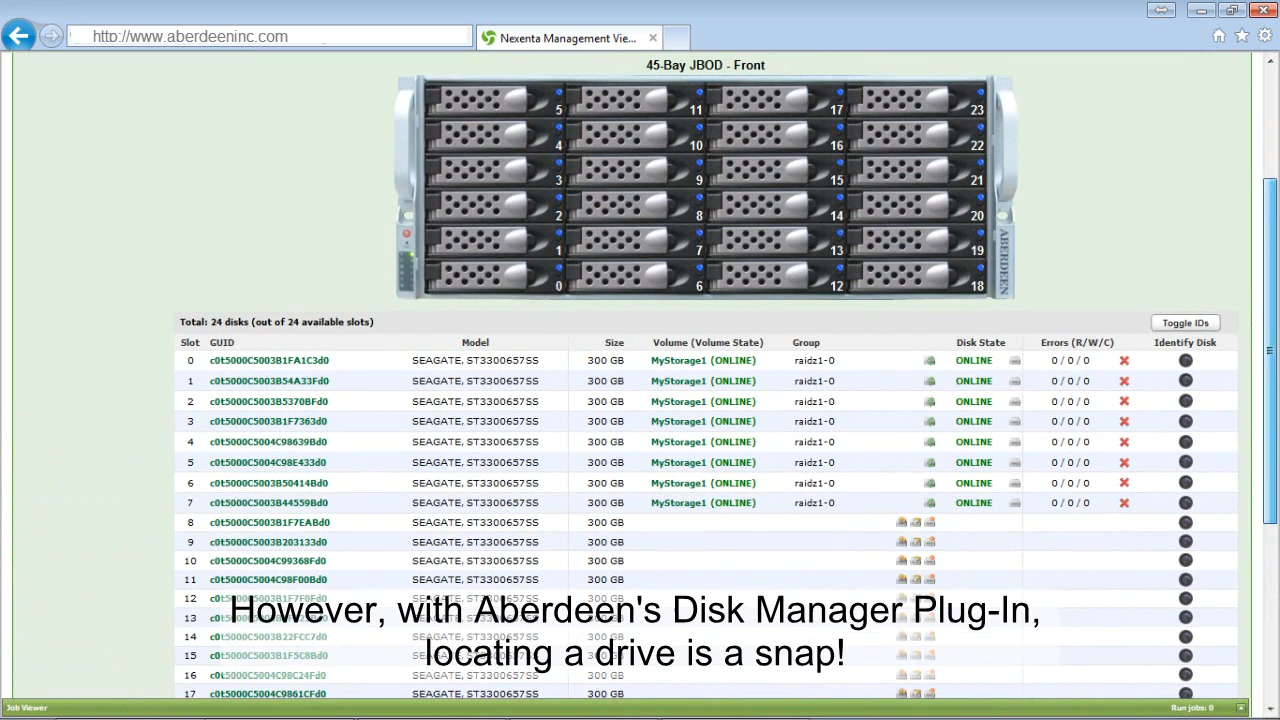 http://www.aberdeeninc.com
Nexenta Management Vie...
45-Bay JBOD - Front
5 11 17 23
4 10 16 22
3 9 15 21
2 8 14 20
1 7 13 19
0 6 12 18
ABERDEEN
Total: 24 disks (out of 24 available slots) Toggle IDs
Slot GUID Model Size Volume (Volume State) Group Disk State Errors (R/W/C) Identify Disk
0 c0t5000C5003B1FA1C3d0 SEAGATE, ST3300657SS 300 GB MyStorage1 (ONLINE) raidz1-0 ONLINE 0 / 0 / 0
1 c0t5000C5003B54A33Fd0 SEAGATE, ST3300657SS 300 GB MyStorage1 (ONLINE) raidz1-0 ONLINE 0 / 0 / 0
2 c0t5000C5003B5370BFd0 SEAGATE, ST3300657SS 300 GB MyStorage1 (ONLINE) raidz1-0 ONLINE 0 / 0 / 0
3 c0t5000C5003B1F7363d0 SEAGATE, ST3300657SS 300 GB MyStorage1 (ONLINE) raidz1-0 ONLINE 0 / 0 / 0
4 c0t5000C5004C98639Bd0 SEAGATE, ST3300657SS 300 GB MyStorage1 (ONLINE) raidz1-0 ONLINE 0 / 0 / 0
5 c0t5000C5004C98E433d0 SEAGATE, ST3300657SS 300 GB MyStorage1 (ONLINE) raidz1-0 ONLINE 0 / 0 / 0
6 c0t5000C5003B50414Bd0 SEAGATE, ST3300657SS 300 GB MyStorage1 (ONLINE) raidz1-0 ONLINE 0 / 0 / 0
7 c0t5000C5003B44559Bd0 SEAGATE, ST3300657SS 300 GB MyStorage1 (ONLINE) raidz1-0 ONLINE 0 / 0 / 0
8 c0t5000C5003B1F7EABd0 SEAGATE, ST3300657SS 300 GB
9 c0t5000C5003B203133d0 SEAGATE, ST3300657SS 300 GB
10 c0t5000C5004C99368Fd0 SEAGATE, ST3300657SS 300 GB
11 c0t5000C5004C98F00Bd0 SEAGATE, ST3300657SS 300 GB
12 c0t5000C5003B1F7F0Fd0 SEAGATE, ST3300657SS 300 GB
However, with Aberdeen's Disk Manager Plug-In,
13
14 c0t5000C5003B22FCC7d0 SEAGATE, ST3300657SS 300 GB
locating a drive is a snap!
15 c0t5000C5003B1F5C8Bd0 SEAGATE, ST3300657SS 300 GB
16 c0t5000C5004C98C24Fd0 SEAGATE, ST3300657SS 300 GB
17 c0t5000C5004C9861CFd0 SEAGATE, ST3300657SS 300 GB
Job Viewer Run jobs: 0